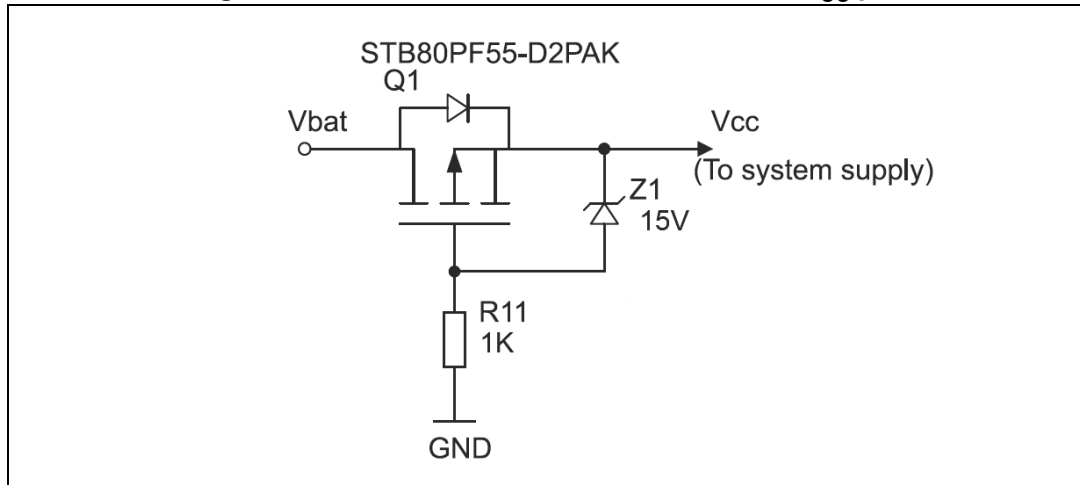 STB80PF55-D2PAK
Q1
Vbat
Vcc
(To system supply)
Z1
15V
R11
1K
GND